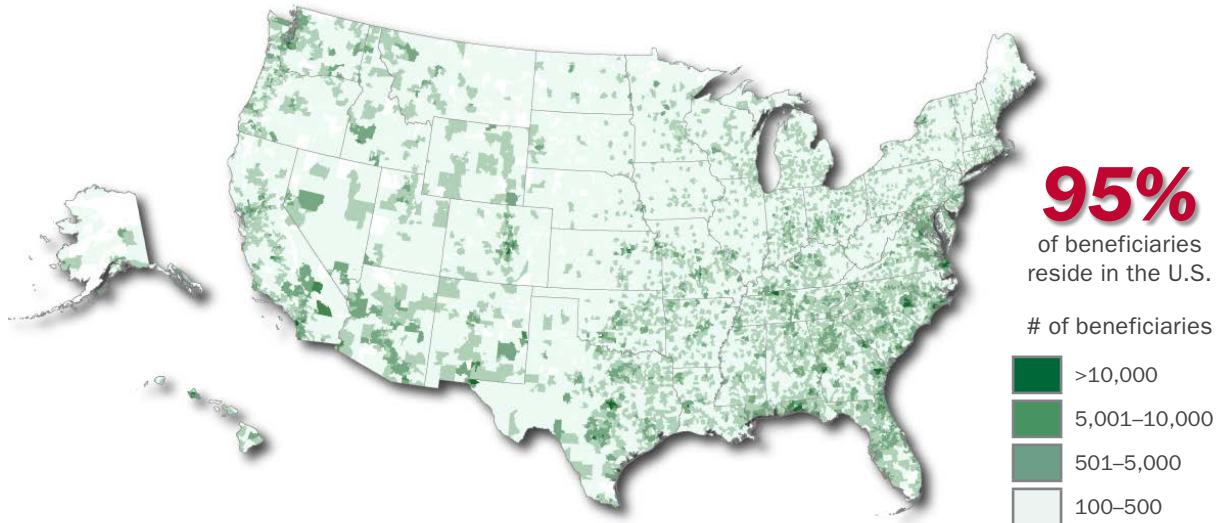 95%
of beneficiaries
reside in the U.S.
# of beneficiaries
>10,000
5,001–10,000
501–5,000
100–500